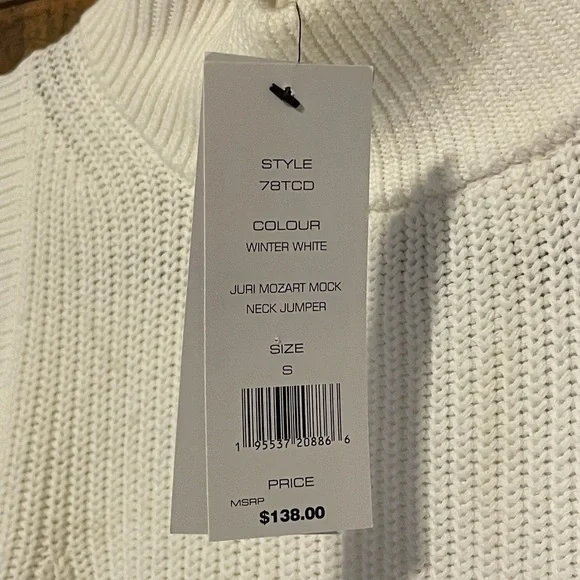 STYLE
78TCD
COLOUR
WINTER WHITE
JURI MOZART MOCK
NECK JUMPER
SIZE
S
1 95537 20886 6
PRICE
MSRP $138.00